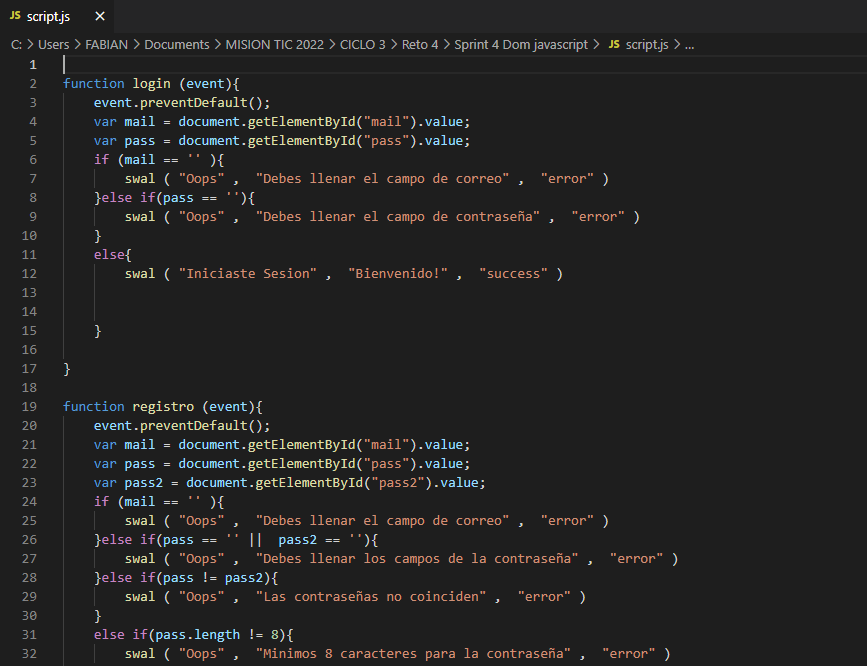 JS script.js ×
C: > Users > FABIAN > Documents > MISION TIC 2022 > CICLO 3 > Reto 4 > Sprint 4 Dom javascript > JS script.js > ...
1
2 function login (event){
3 event.preventDefault();
4 var mail = document.getElementById("mail").value;
5 var pass = document.getElementById("pass").value;
6 if (mail == '' ){
7 swal ( "Oops" ,  "Debes llenar el campo de correo" ,  "error" )
8 }else if(pass == ''){
9 swal ( "Oops" ,  "Debes llenar el campo de contraseña" ,  "error" )
10 }
11 else{
12 swal ( "Iniciaste Sesion" ,  "Bienvenido!" ,  "success" )
13
14
15 }
16
17 }
18
19 function registro (event){
20 event.preventDefault();
21 var mail = document.getElementById("mail").value;
22 var pass = document.getElementById("pass").value;
23 var pass2 = document.getElementById("pass2").value;
24 if (mail == '' ){
25 swal ( "Oops" ,  "Debes llenar el campo de correo" ,  "error" )
26 }else if(pass == '' ||  pass2 == ''){
27 swal ( "Oops" ,  "Debes llenar los campos de la contraseña" ,  "error" )
28 }else if(pass != pass2){
29 swal ( "Oops" ,  "Las contraseñas no coinciden" ,  "error" )
30 }
31 else if(pass.length != 8){
32 swal ( "Oops" ,  "Minimos 8 caracteres para la contraseña" ,  "error" )